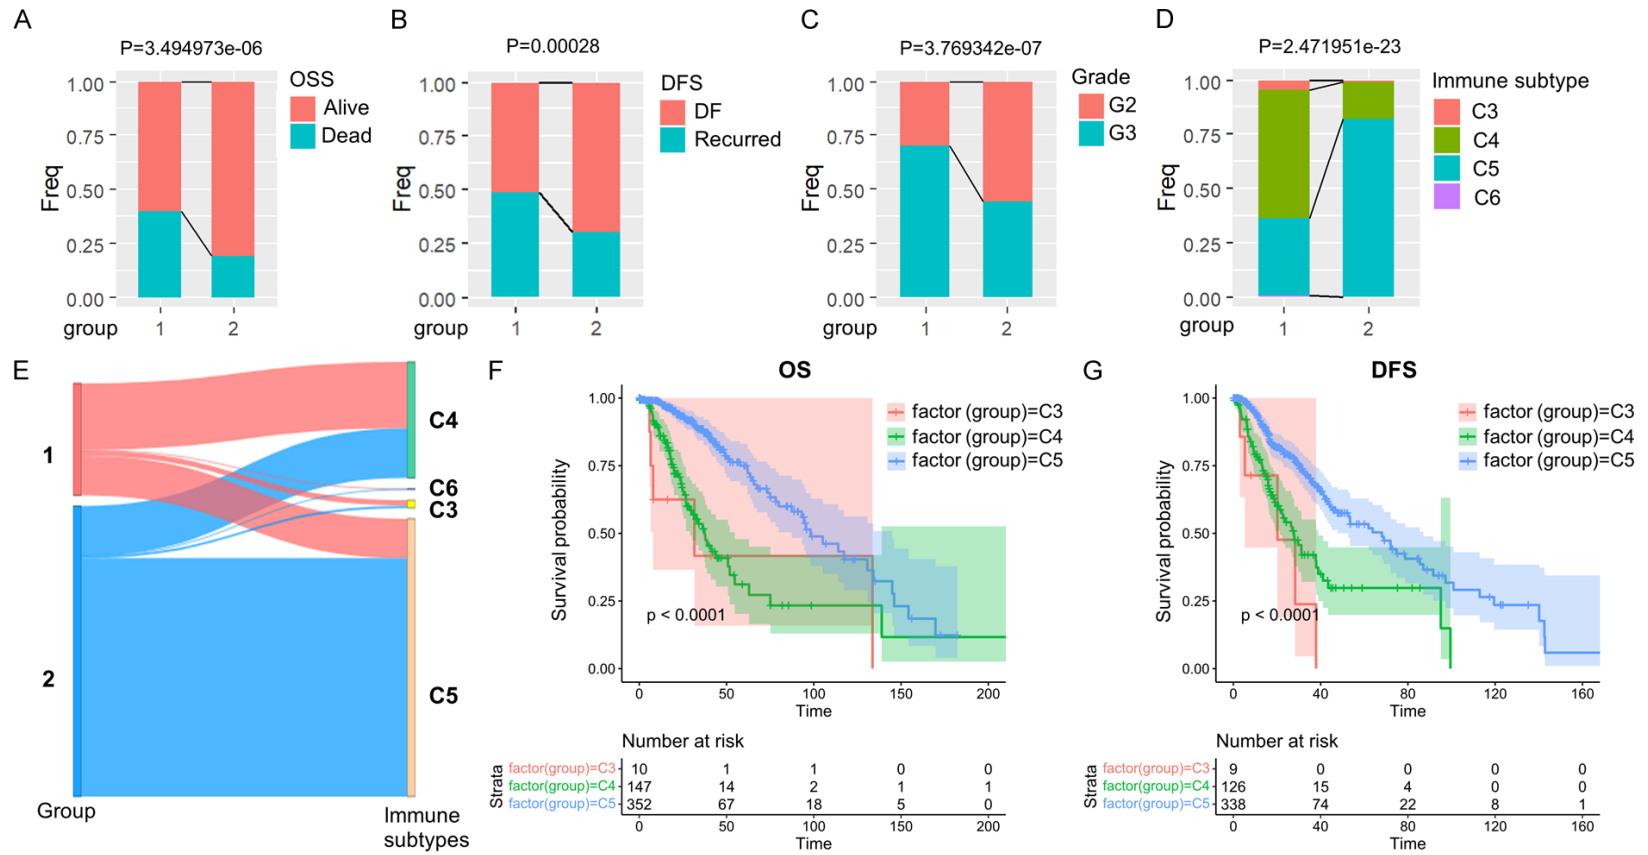 A
P=3.494973e-06
OSS
Alive
Dead
1.00
0.75
0.50
0.25
0.00
Freq
group
1
2
B
P=0.00028
DFS
DF
Recurred
1.00
0.75
0.50
0.25
0.00
Freq
1
2
C
P=3.769342e-07
Grade
G2
G3
1.00
0.75
0.50
0.25
0.00
Freq
group
1
2
D
P=2.471951e-23
Immune subtype
C3
C4
C5
C6
1.00
0.75
0.50
0.25
0.00
Freq
group
1
2
E
1
2
C4
C6
C3
C5
Group
Immune
subtypes
F
OS
factor (group)=C3
factor (group)=C4
factor (group)=C5
1.00
0.75
0.50
0.25
0.00
Survival probability
p < 0.0001
0 50 100 150 200
Time
Number at risk
Strata
factor(group)=C3 10 1 1 0 0
factor(group)=C4 147 14 2 1 1
factor(group)=C5 352 67 18 5 0
0 50 100 150 200
Time
G
DFS
factor (group)=C3
factor (group)=C4
factor (group)=C5
1.00
0.75
0.50
0.25
0.00
Survival probability
p < 0.0001
0 40 80 120 160
Time
Number at risk
Strata
factor(group)=C3 9 0 0 0 0
factor(group)=C4 126 15 4 0 0
factor(group)=C5 338 74 22 8 1
0 40 80 120 160
Time